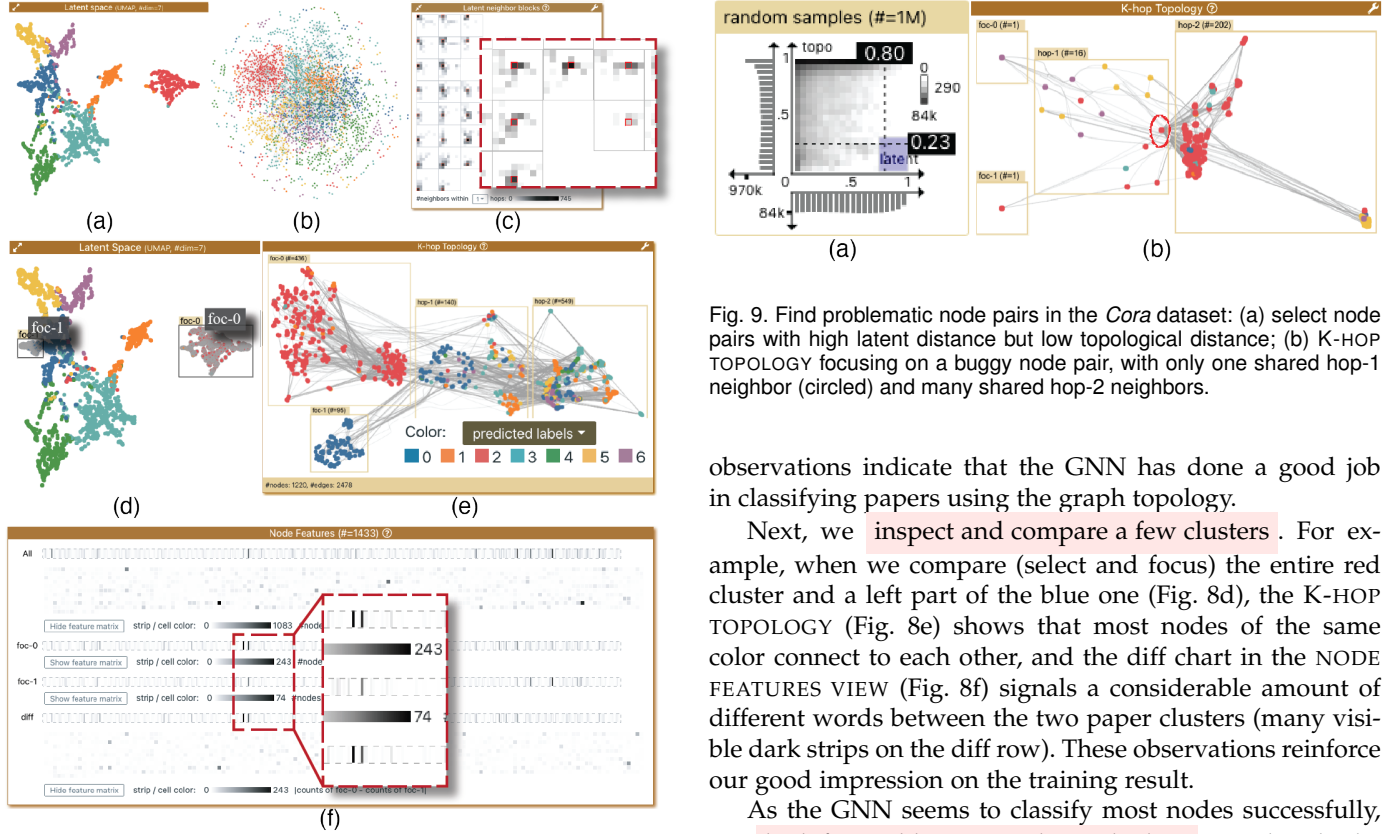 Latent space (UMAP, #dim=7)
(a)
(b)
Latent neighbor blocks
#neighbors within 1 hops: 0 745
(c)
Latent Space (UMAP, #dim=7)
foc-1
foc-0
foc-0
(d)
K-hop Topology
foc-0 (#=436)
hop-1 (#=140)
hop-2 (#=549)
foc-1 (#=95)
Color: predicted labels
0 1 2 3 4 5 6
#nodes: 1220, #edges: 2478
(e)
Node Features (#=1433)
All
Hide feature matrix strip / cell color: 0 1083
foc-0
Show feature matrix strip / cell color: 0 243 #node
foc-1
Show feature matrix strip / cell color: 0 74 #nodes
diff
243
74
Hide feature matrix strip / cell color: 0 243 |counts of foc-0 - counts of foc-1|
(f)
random samples (#=1M)
topo
0.80
1
0
290
84k
.5
0.23
latent
0
.5
1
970k
84k
(a)
K-hop Topology
foc-0 (#=1)
hop-1 (#=16)
hop-2 (#=202)
foc-1 (#=1)
(b)
Fig. 9. Find problematic node pairs in the Cora dataset: (a) select node
pairs with high latent distance but low topological distance; (b) K-HOP
TOPOLOGY focusing on a buggy node pair, with only one shared hop-1
neighbor (circled) and many shared hop-2 neighbors.
observations indicate that the GNN has done a good job
in classifying papers using the graph topology.
Next, we inspect and compare a few clusters. For ex-
ample, when we compare (select and focus) the entire red
cluster and a left part of the blue one (Fig. 8d), the K-HOP
TOPOLOGY (Fig. 8e) shows that most nodes of the same
color connect to each other, and the diff chart in the NODE
FEATURES VIEW (Fig. 8f) signals a considerable amount of
different words between the two paper clusters (many visi-
ble dark strips on the diff row). These observations reinforce
our good impression on the training result.
As the GNN seems to classify most nodes successfully,